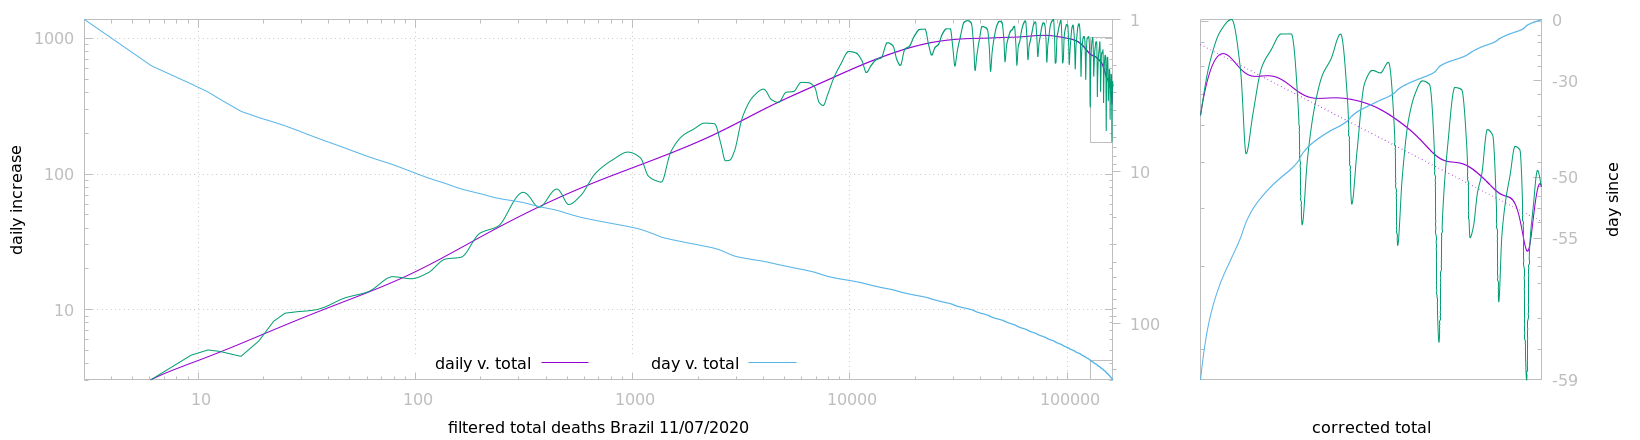 daily increase
1000
100
10
10
100
1000
10000
100000
1
10
100
daily v. total
day v. total
filtered total deaths Brazil 11/07/2020
0
-30
-50
-55
-59
day since
corrected total